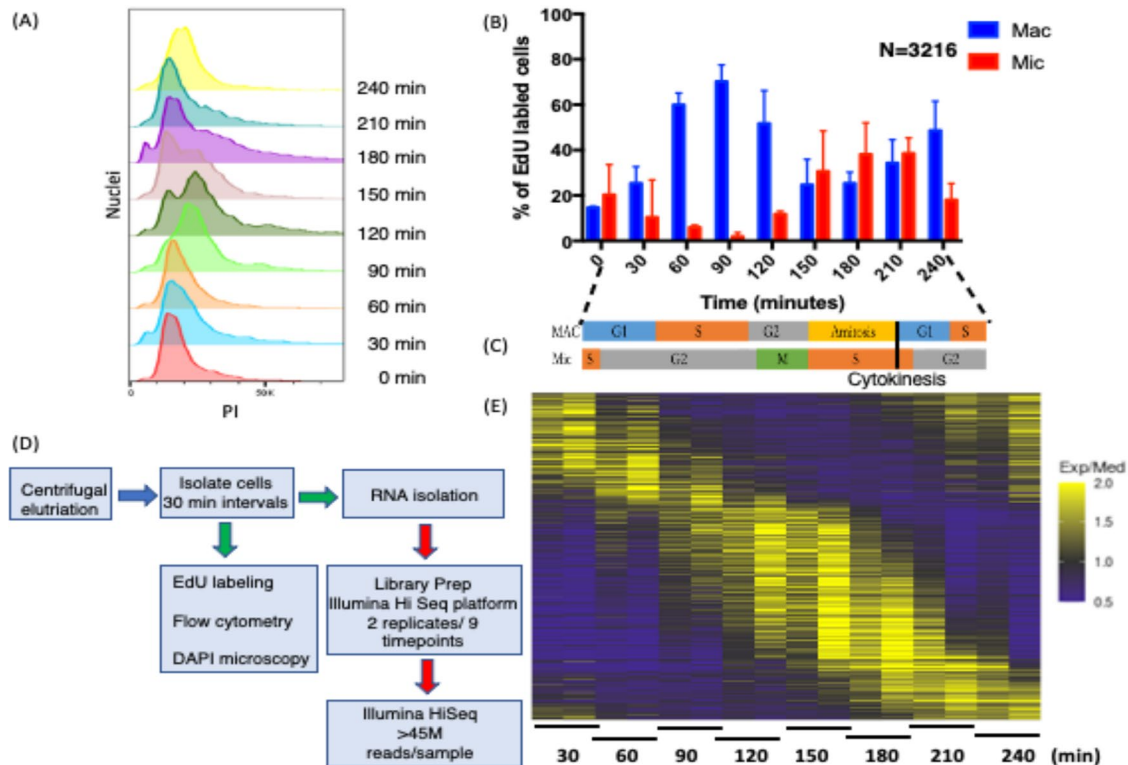 (A)
Nuclei
240 min
210 min
180 min
150 min
120 min
90 min
60 min
30 min
0 min
0
50K
PI
(B)
% of EdU labled cells
100
80
60
40
20
0
N=3216
Mac
Mic
0 30 60 90 120 150 180 210 240
Time (minutes)
(C)
MAC G1 S G2 Amitosis G1 S
Mic S G2 M S G2
Cytokinesis
(D)
Centrifugal
elutriation
Isolate cells
30 min intervals
RNA isolation
EdU labeling
Flow cytometry
DAPI microscopy
Library Prep
Illumina Hi Seq platform
2 replicates/ 9
timepoints
Illumina HiSeq
>45M
reads/sample
(E)
Exp/Med
2.0
1.5
1.0
0.5
30 60 90 120 150 180 210 240 (min)